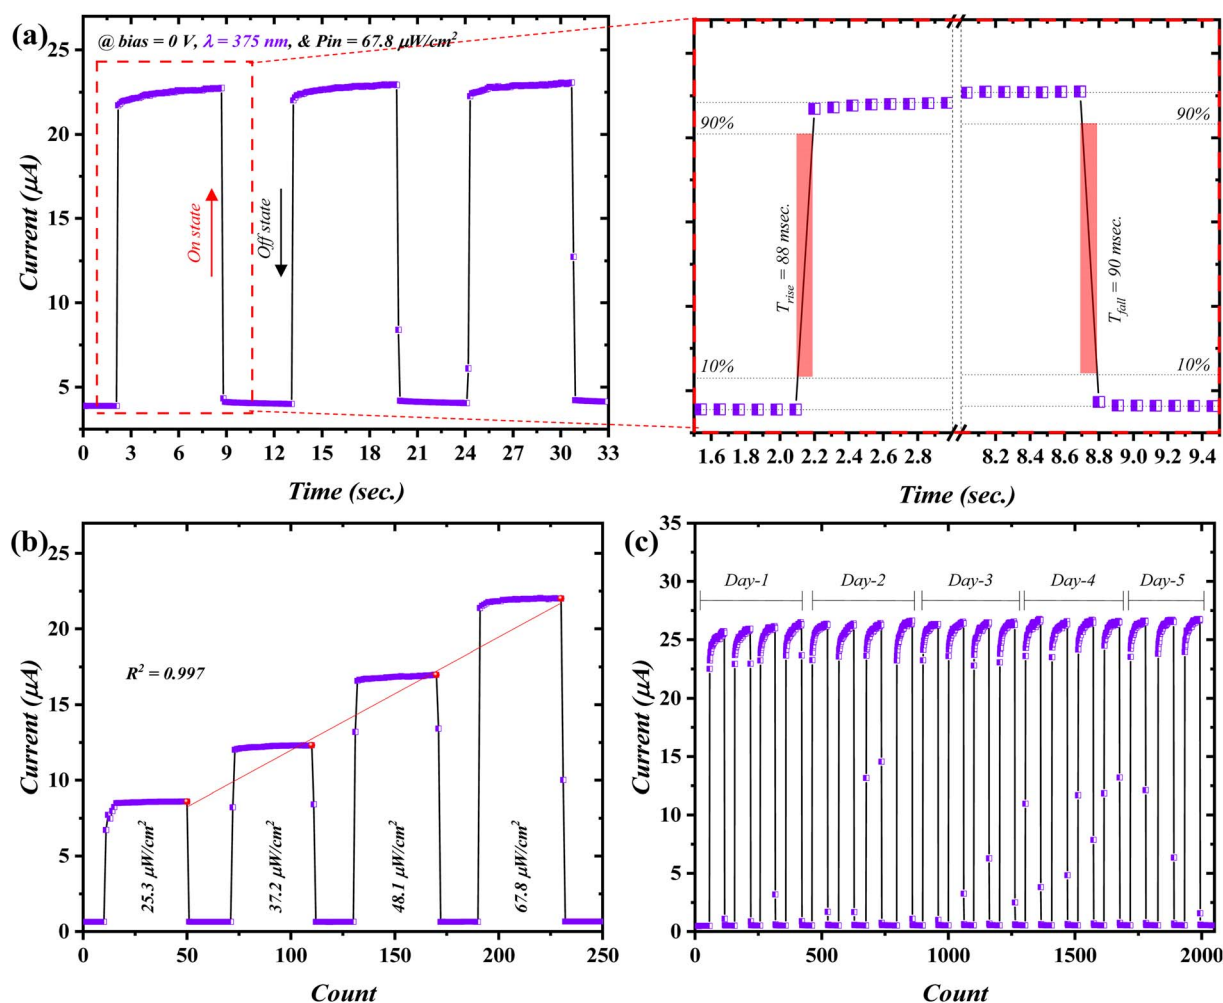 (a)
@ bias = 0 V, λ = 375 nm, & Pin = 67.8 μW/cm²
25
20
15
10
5
Current (μA)
On state
Off state
0 3 6 9 12 15 18 21 24 27 30 33
Time (sec.)
90%
90%
T_rise = 88 msec.
T_fall = 90 msec.
10%
10%
1.6 1.8 2.0 2.2 2.4 2.6 2.8 8.2 8.4 8.6 8.8 9.0 9.2 9.4
Time (sec.)
(b)
25
20
15
10
5
0
Current (μA)
R² = 0.997
25.3 μW/cm²
37.2 μW/cm²
48.1 μW/cm²
67.8 μW/cm²
0 50 100 150 200 250
Count
(c)
35
30
25
20
15
10
5
0
Current (μA)
Day-1 Day-2 Day-3 Day-4 Day-5
0 500 1000 1500 2000
Count